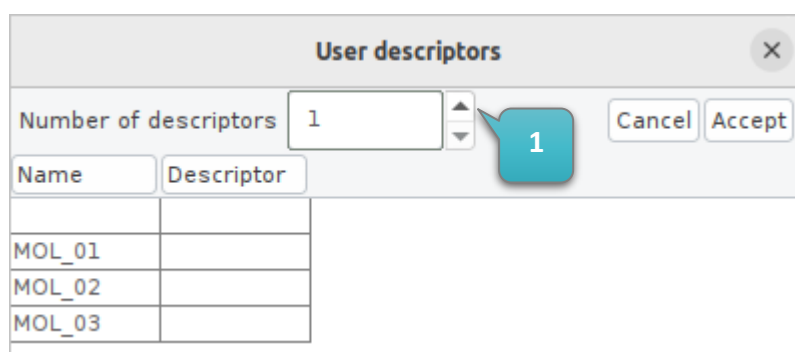 User descriptors
Number of descriptors 1 1 Cancel Accept
Name Descriptor
MOL_01
MOL_02
MOL_03